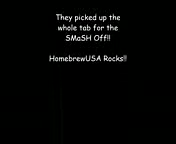 They picked up the
whole tab for the
SMaSH Off!!
HomebrewUSA Rocks!!